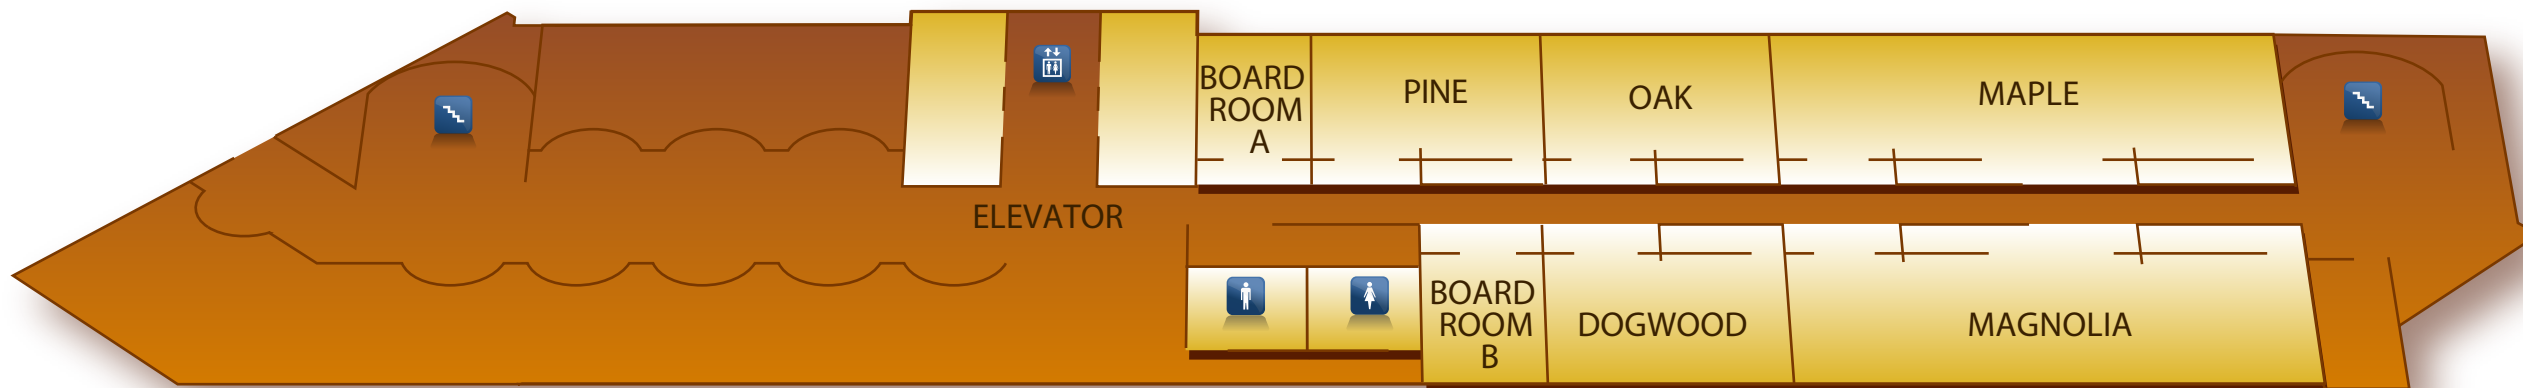 BOARD
ROOM
A
PINE
OAK
MAPLE
ELEVATOR
BOARD
ROOM
B
DOGWOOD
MAGNOLIA